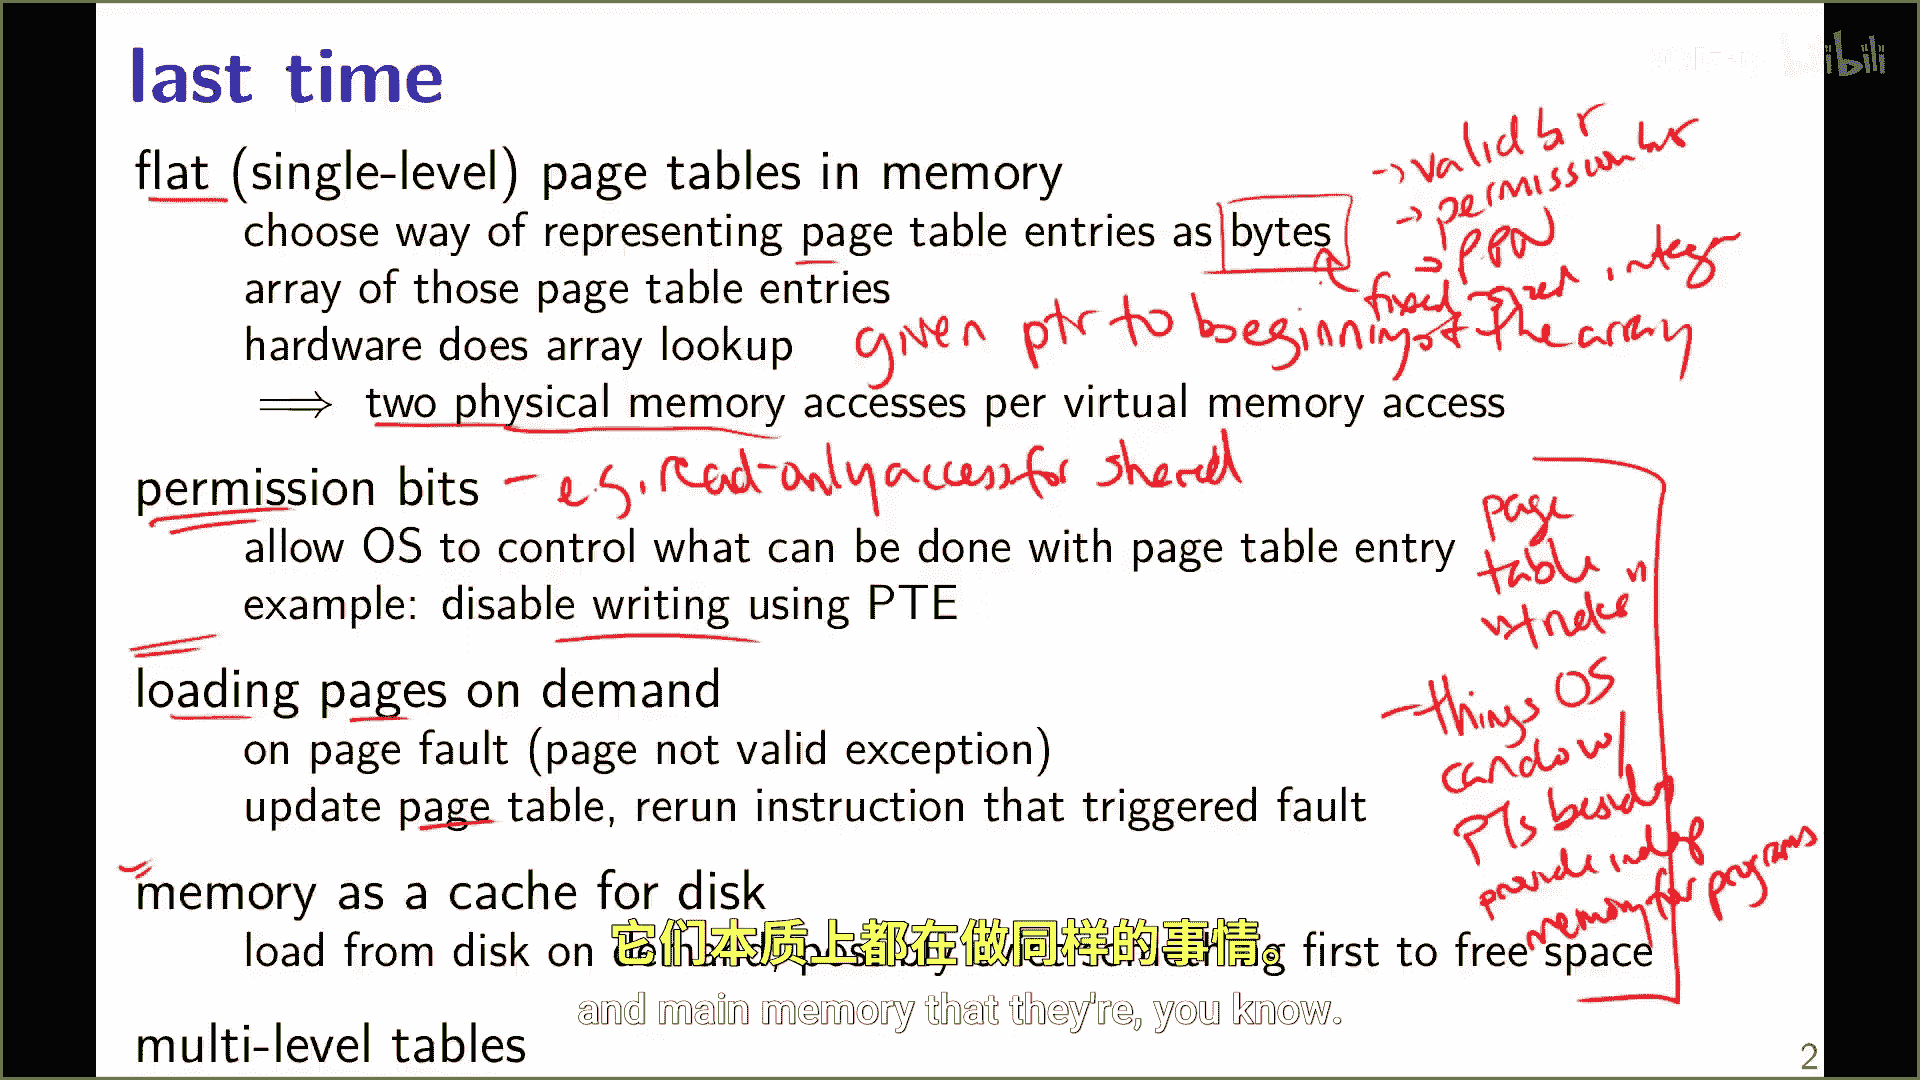 last time
flat (single-level) page tables in memory
→ valid bit
→ permission bits
→ PPN
choose way of representing page table entries as bytes
fixed-sized integer
array of those page table entries
hardware does array lookup
given ptr to beginning of the array
⟹ two physical memory accesses per virtual memory access
permission bits
- e.g. read-only access for shared
allow OS to control what can be done with page table entry
example: disable writing using PTE
page
table
tricks
loading pages on demand
- things OS
can do w/
PTs besides
provide indep
memory for programs
on page fault (page not valid exception)
update page table, rerun instruction that triggered fault
memory as a cache for disk
load from disk on demand, first to free space
它们本质上都在做同样的事情。
and main memory that they're, you know.
multi-level tables
2
bilibili